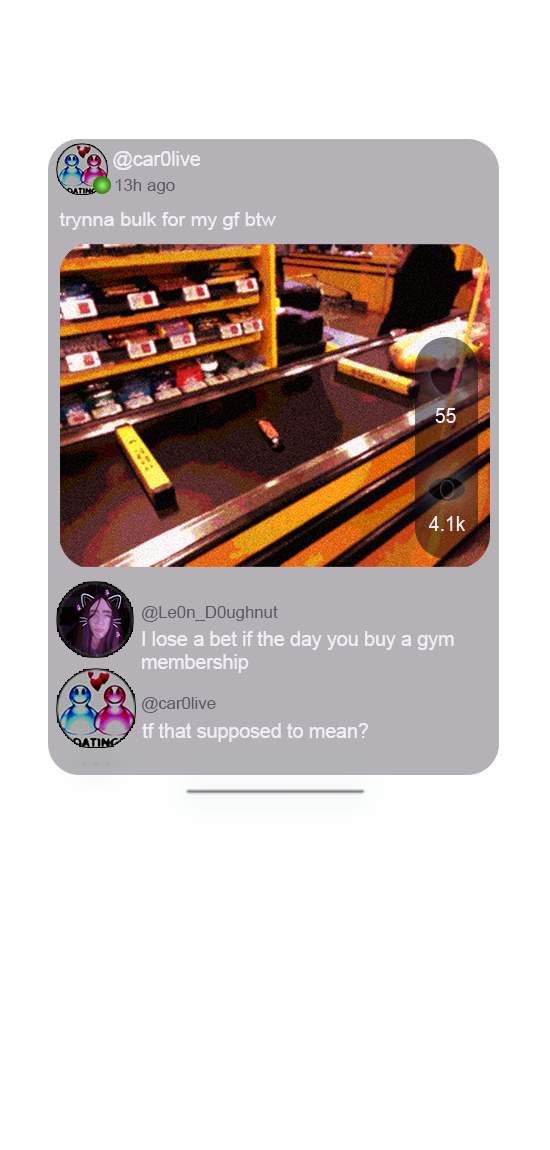 @car0live
13h ago
trynna bulk for my gf btw
55
4.1k
@Le0n_D0ughnut
I lose a bet if the day you buy a gym
membership
DATING
@car0live
tf that supposed to mean?